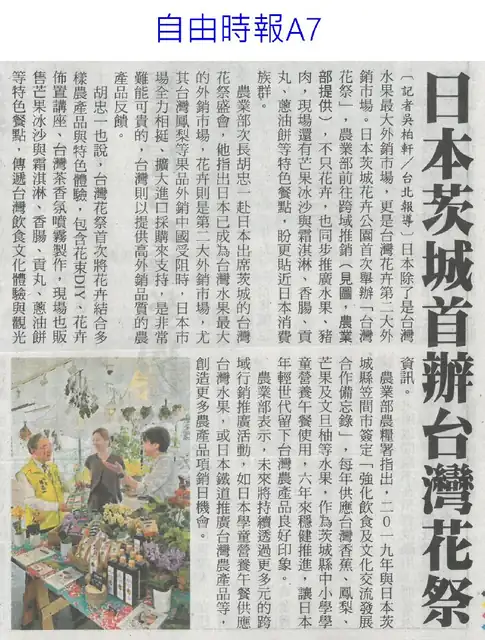 自由時報A7
日本茨城首辦台灣花祭
〔記者吳柏軒/台北報導〕日本除了是台灣
水果最大外銷市場,更是台灣花卉第二大外
銷市場。日本茨城花卉公園首次舉辦「台灣
花祭」,農業部前往跨域推銷(見圖,農業
部提供),不只花卉,也同步推廣水果,豬
肉,現場還有芒果冰沙與霜淇淋、香腸、貢
丸、蔥油餅等特色餐點,盼更貼近日本消費
族群。
農業部次長胡忠一赴日本出席茨城的台灣
花祭盛會,他指出日本已成為台灣水果最大
的外銷市場,花卉則是第二大外銷市場,尤
其台灣鳳梨等果品外銷中國受阻時,日本市
場全力相挺、擴大進口採購來支持,是非常
難能可貴的,台灣則以提供高外銷品質的農
產品反饋。
胡忠一也說,台灣花祭首次將花卉結合多
樣農產品與特色體驗,包含花束DIY、花卉
佈置講座、台灣茶香氛噴霧製作,現場也販
售芒果冰沙與霜淇淋、香腸、貢丸、蔥油餅
等特色餐點,傳遞台灣飲食文化體驗與觀光
資訊。
農業部農糧署指出,二0一九年與日本茨
城縣笠間市簽定「強化飲食及文化交流發展
合作備忘錄」,每年供應台灣香蕉、鳳梨、
芒果及文旦柚等水果,作為茨城縣中小學學
童營養午餐使用,六年來穩健推進,讓日本
年輕世代留下台灣農產品良好印象。
農業部表示,未來將持續透過更多元的跨
域行銷推廣活動,如日本學童營養午餐供應
台灣水果,或日本鐵道推廣台灣農產品等,
創造更多農產品項銷日機會。